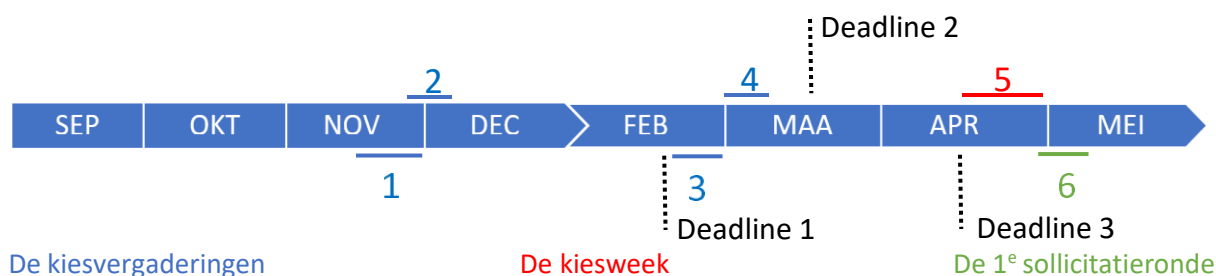 Deadline 2
2 4 5
SEP OKT NOV DEC FEB MAA APR MEI
1 3 6
Deadline 1 Deadline 3
De kiesvergaderingen De kiesweek De 1e sollicitatieronde